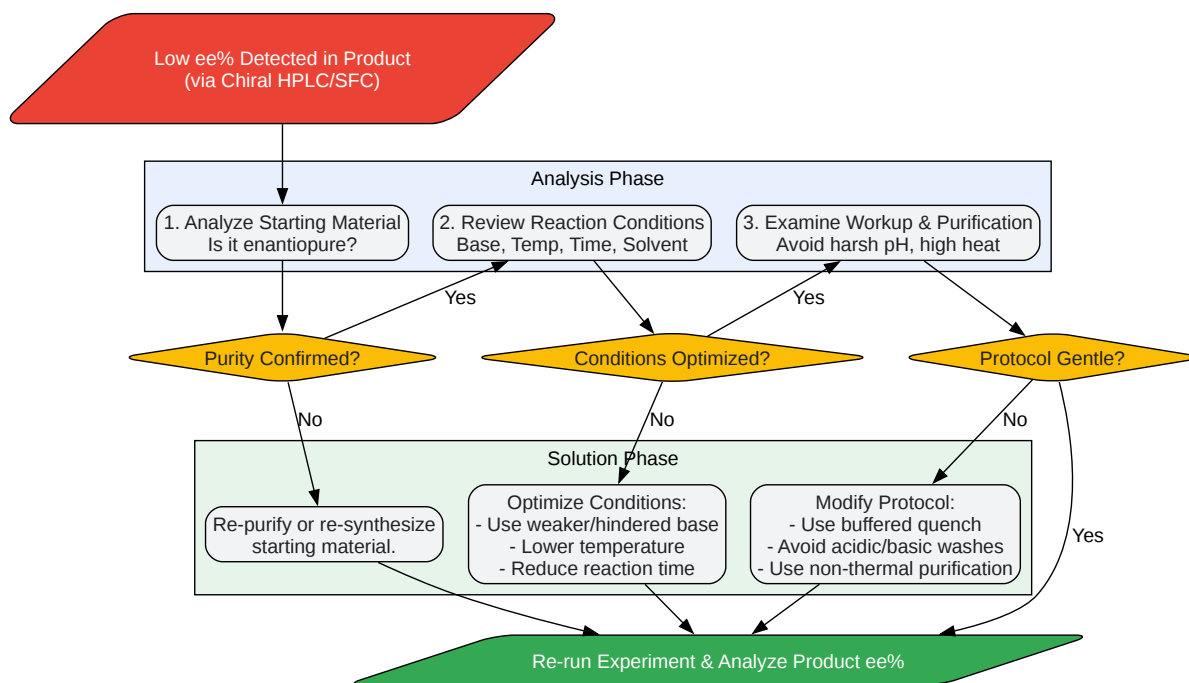 Low ee% Detected in Product
(via Chiral HPLC/SFC)
Analysis Phase
1. Analyze Starting Material
Is it enantiopure?
2. Review Reaction Conditions
Base, Temp, Time, Solvent
3. Examine Workup & Purification
Avoid harsh pH, high heat
Yes
Yes
Purity Confirmed?
Conditions Optimized?
Protocol Gentle?
No
No
No
Yes
Solution Phase
Re-purify or re-synthesize
starting material.
Optimize Conditions:
- Use weaker/hindered base
- Lower temperature
- Reduce reaction time
Modify Protocol:
- Use buffered quench
- Avoid acidic/basic washes
- Use non-thermal purification
Re-run Experiment & Analyze Product ee%